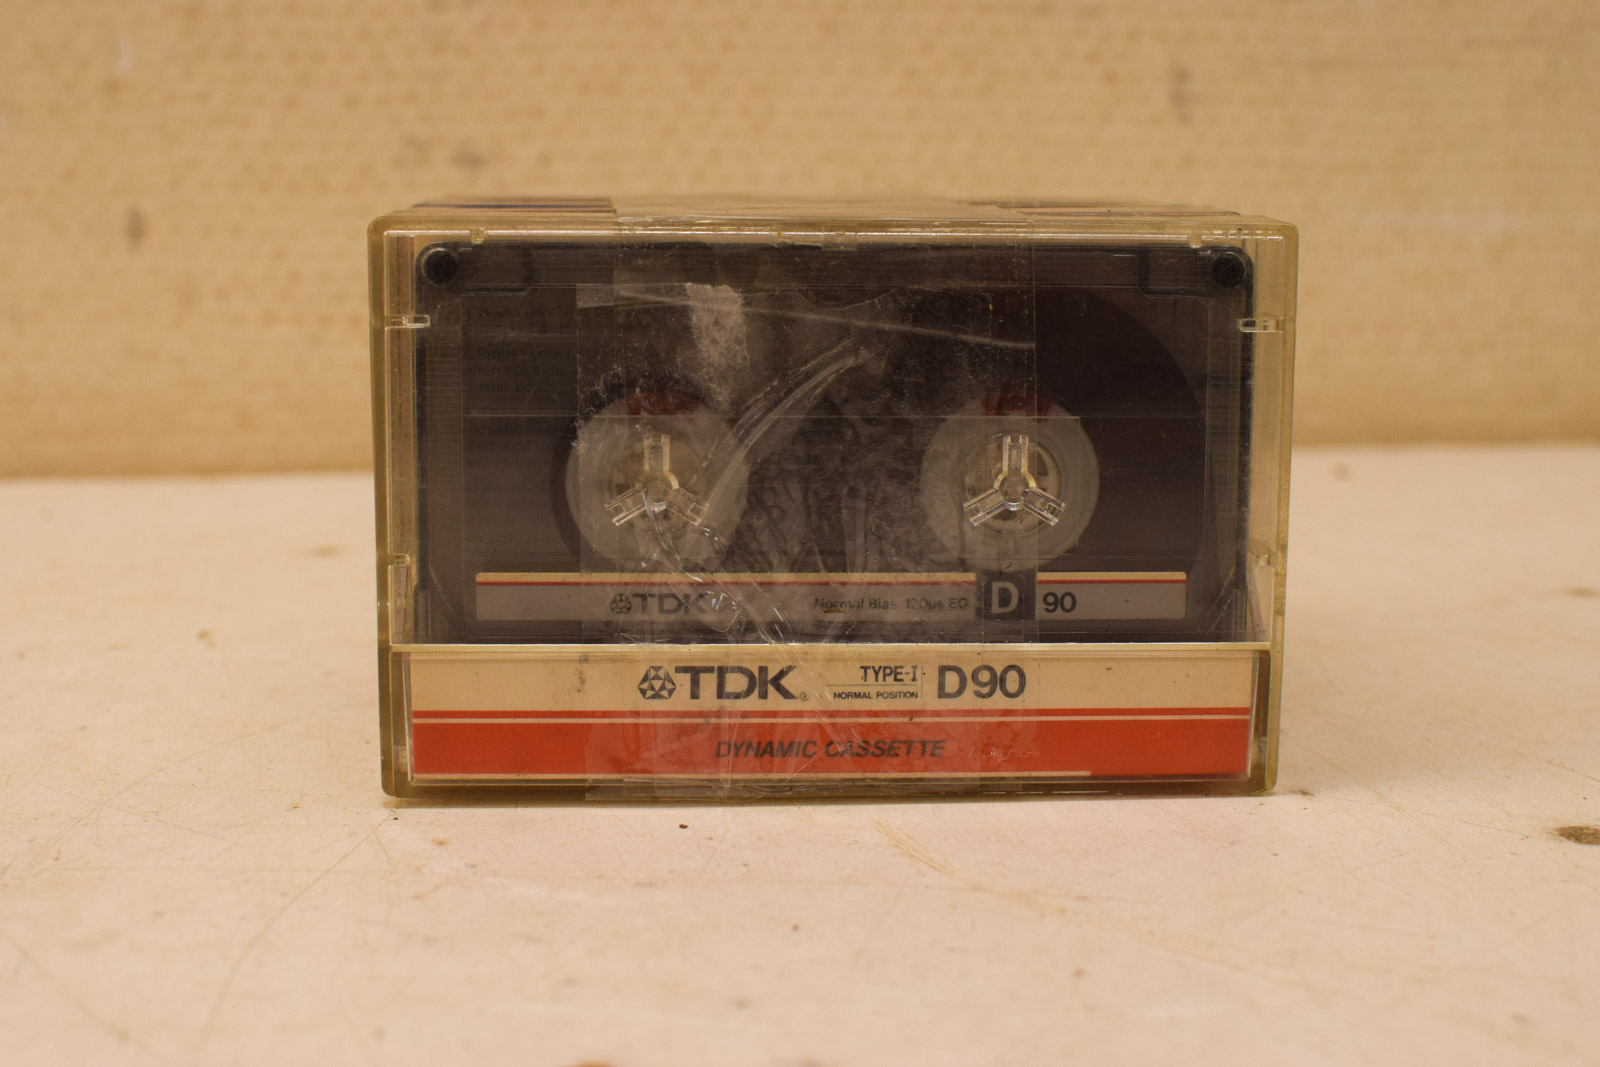 TDK Normal Bias 120µs EQ D 90
TDK® TYPE-I D90
NORMAL POSITION
DYNAMIC CASSETTE